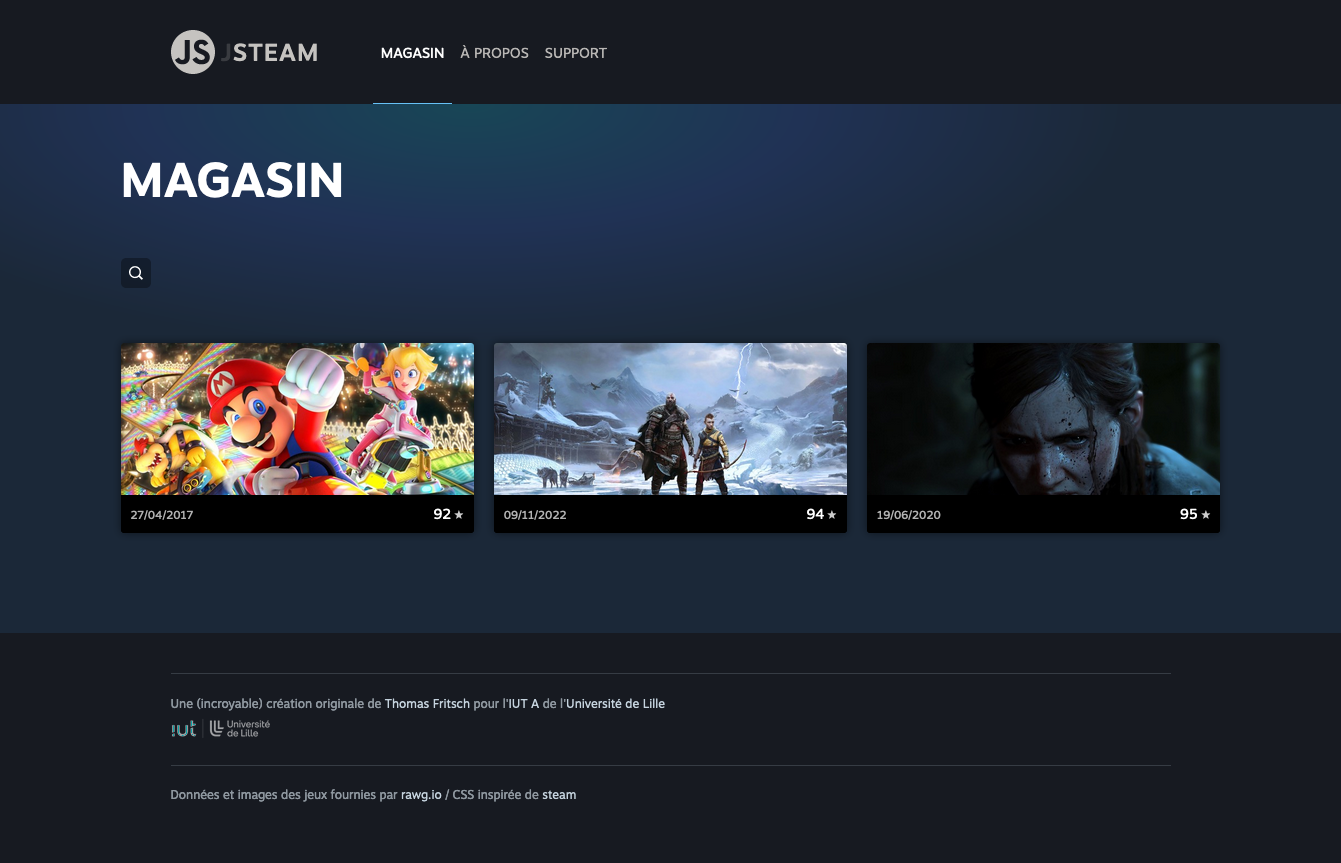 JS JSTEAM
MAGASIN À PROPOS SUPPORT
MAGASIN
M
27/04/2017 92 ★
09/11/2022 94 ★
19/06/2020 95 ★
Une (incroyable) création originale de Thomas Fritsch pour l'IUT A de l'Université de Lille
iut Université
de Lille
Données et images des jeux fournies par rawg.io / CSS inspirée de steam